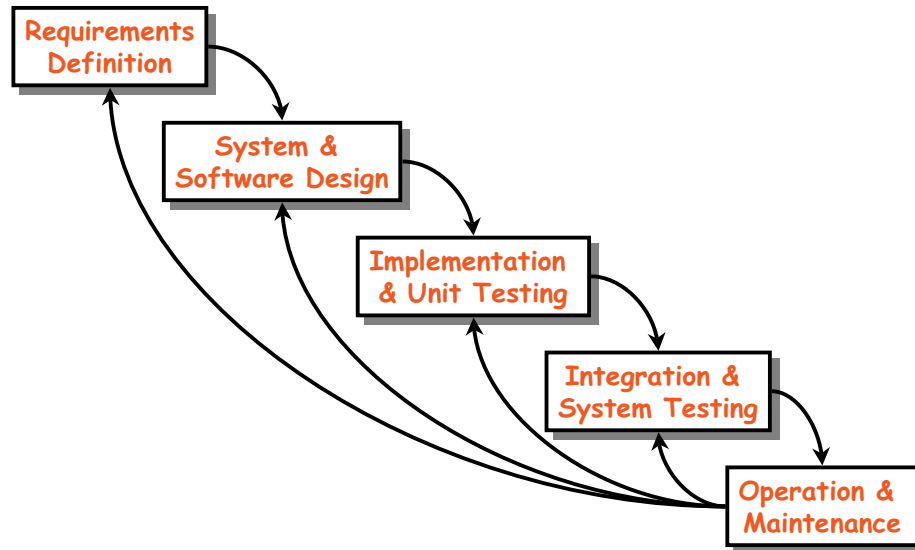 Requirements
Definition
System &
Software Design
Implementation
& Unit Testing
Integration &
System Testing
Operation &
Maintenance